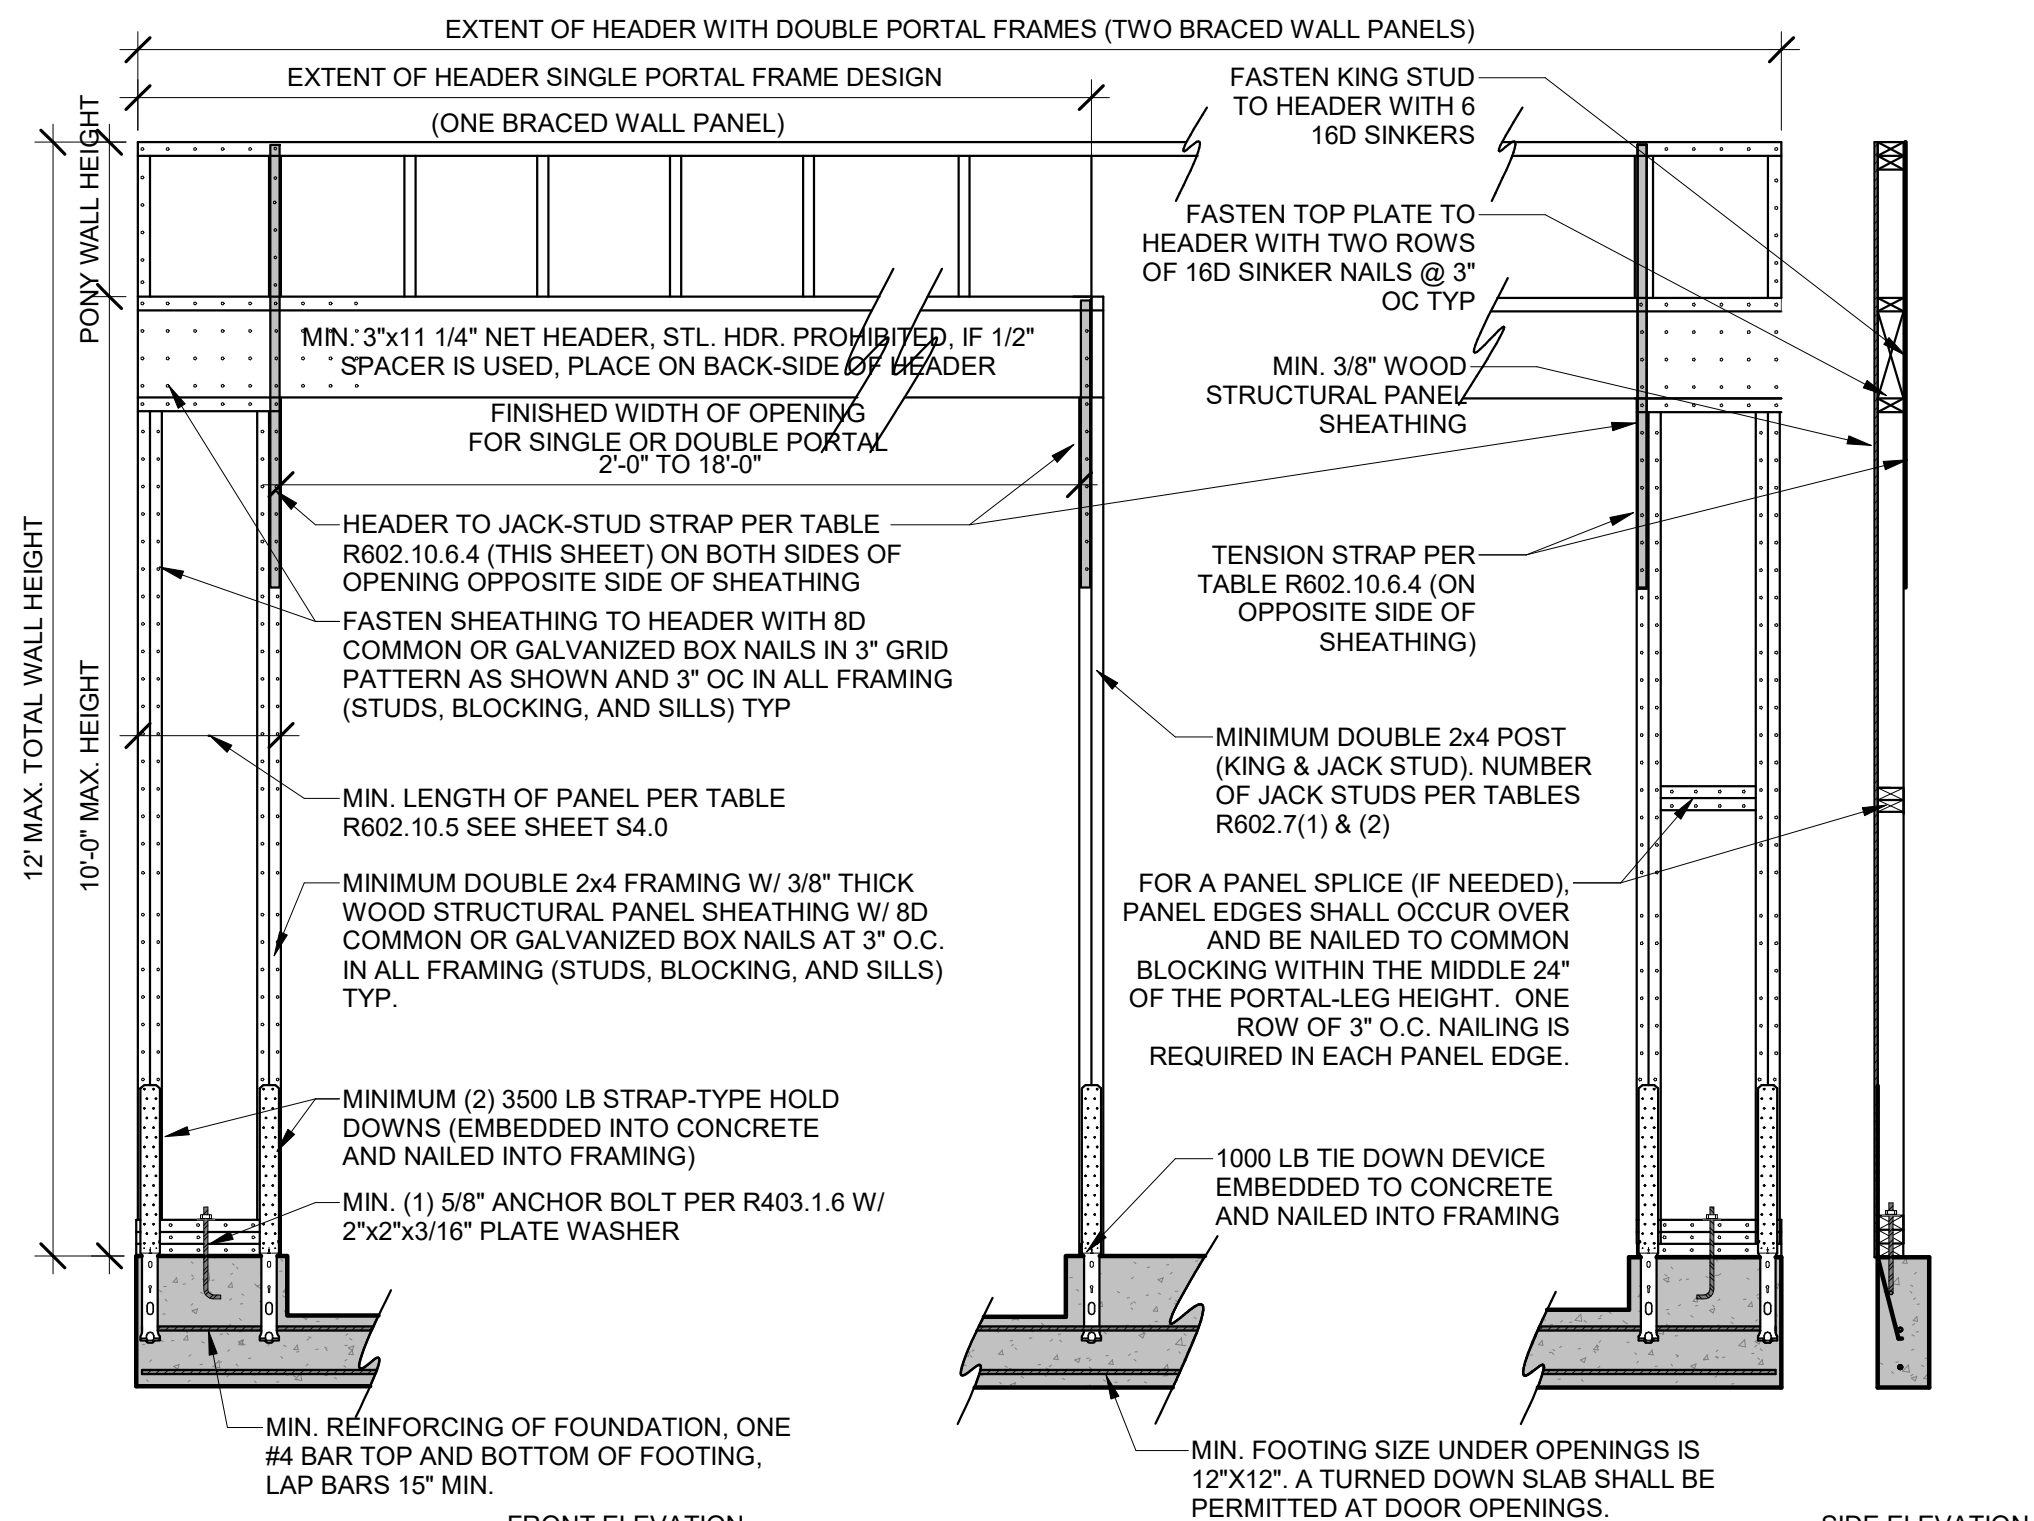 EXTENT OF HEADER WITH DOUBLE PORTAL FRAMES (TWO BRACED WALL PANELS)
EXTENT OF HEADER SINGLE PORTAL FRAME DESIGN
(ONE BRACED WALL PANEL)
FASTEN KING STUD
TO HEADER WITH 6
16D SINKERS
FASTEN TOP PLATE TO
HEADER WITH TWO ROWS
OF 16D SINKER NAILS @ 3"
OC TYP
PONY WALL HEIGHT
12' MAX. TOTAL WALL HEIGHT
10'-0" MAX. HEIGHT
MIN. 3"x11 1/4" NET HEADER, STL. HDR. PROHIBITED, IF 1/2"
SPACER IS USED, PLACE ON BACK-SIDE OF HEADER
MIN. 3/8" WOOD
STRUCTURAL PANEL
SHEATHING
FINISHED WIDTH OF OPENING
FOR SINGLE OR DOUBLE PORTAL
2'-0" TO 18'-0"
HEADER TO JACK-STUD STRAP PER TABLE
R602.10.6.4 (THIS SHEET) ON BOTH SIDES OF
OPENING OPPOSITE SIDE OF SHEATHING
TENSION STRAP PER
TABLE R602.10.6.4 (ON
OPPOSITE SIDE OF
SHEATHING)
FASTEN SHEATHING TO HEADER WITH 8D
COMMON OR GALVANIZED BOX NAILS IN 3" GRID
PATTERN AS SHOWN AND 3" OC IN ALL FRAMING
(STUDS, BLOCKING, AND SILLS) TYP
MINIMUM DOUBLE 2x4 POST
(KING & JACK STUD). NUMBER
OF JACK STUDS PER TABLES
R602.7(1) & (2)
MIN. LENGTH OF PANEL PER TABLE
R602.10.5 SEE SHEET S4.0
MINIMUM DOUBLE 2x4 FRAMING W/ 3/8" THICK
WOOD STRUCTURAL PANEL SHEATHING W/ 8D
COMMON OR GALVANIZED BOX NAILS AT 3" O.C.
IN ALL FRAMING (STUDS, BLOCKING, AND SILLS)
TYP.
FOR A PANEL SPLICE (IF NEEDED),
PANEL EDGES SHALL OCCUR OVER
AND BE NAILED TO COMMON
BLOCKING WITHIN THE MIDDLE 24"
OF THE PORTAL-LEG HEIGHT. ONE
ROW OF 3" O.C. NAILING IS
REQUIRED IN EACH PANEL EDGE.
MINIMUM (2) 3500 LB STRAP-TYPE HOLD
DOWNS (EMBEDDED INTO CONCRETE
AND NAILED INTO FRAMING)
MIN. (1) 5/8" ANCHOR BOLT PER R403.1.6 W/
2"x2"x3/16" PLATE WASHER
1000 LB TIE DOWN DEVICE
EMBEDDED TO CONCRETE
AND NAILED INTO FRAMING
MIN. REINFORCING OF FOUNDATION, ONE
#4 BAR TOP AND BOTTOM OF FOOTING,
LAP BARS 15" MIN.
MIN. FOOTING SIZE UNDER OPENINGS IS
12"X12". A TURNED DOWN SLAB SHALL BE
PERMITTED AT DOOR OPENINGS.
FRONT ELEVATION
SIDE ELEVATION